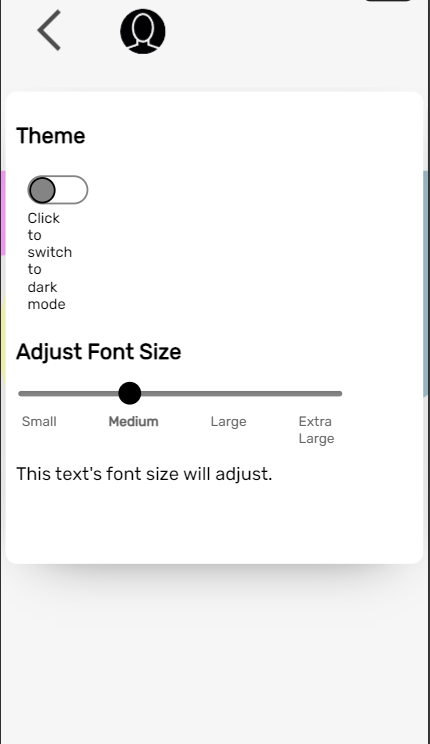 Theme
Click
to
switch
to
dark
mode
Adjust Font Size
Small Medium Large Extra
Large
This text's font size will adjust.